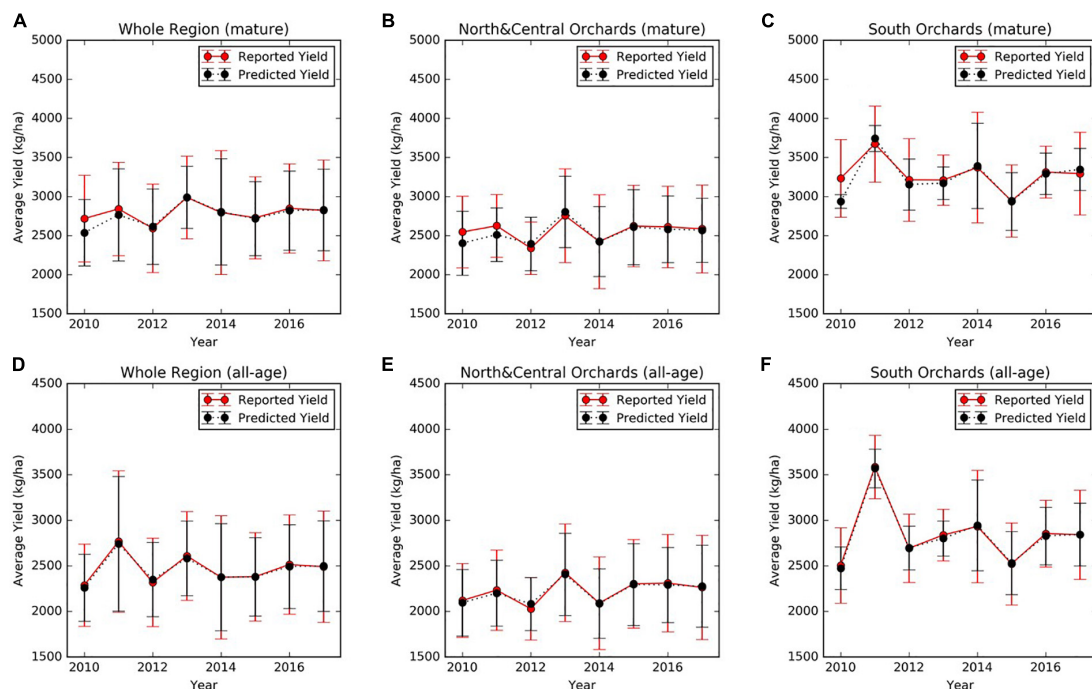 A
Whole Region (mature)
Reported Yield
Predicted Yield
Average Yield (kg/ha)
5000
4500
4000
3500
3000
2500
2000
1500
2010 2012 2014 2016
Year
B
North&Central Orchards (mature)
Reported Yield
Predicted Yield
Average Yield (kg/ha)
5000
4500
4000
3500
3000
2500
2000
1500
2010 2012 2014 2016
Year
C
South Orchards (mature)
Reported Yield
Predicted Yield
Average Yield (kg/ha)
5000
4500
4000
3500
3000
2500
2000
1500
2010 2012 2014 2016
Year
D
Whole Region (all-age)
Reported Yield
Predicted Yield
Average Yield (kg/ha)
4500
4000
3500
3000
2500
2000
1500
2010 2012 2014 2016
Year
E
North&Central Orchards (all-age)
Reported Yield
Predicted Yield
Average Yield (kg/ha)
4500
4000
3500
3000
2500
2000
1500
2010 2012 2014 2016
Year
F
South Orchards (all-age)
Reported Yield
Predicted Yield
Average Yield (kg/ha)
4500
4000
3500
3000
2500
2000
1500
2010 2012 2014 2016
Year